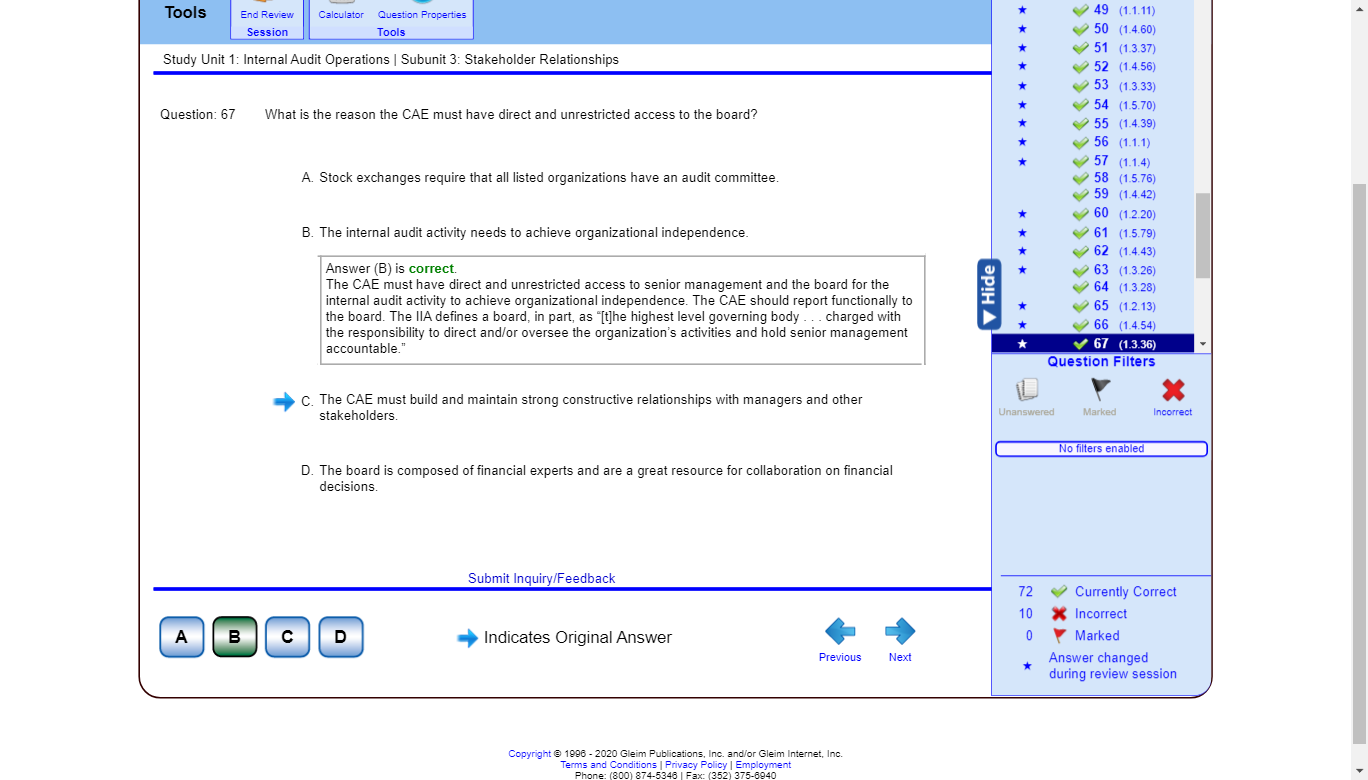 Tools
End Review
Session
Calculator Question Properties
Tools
Study Unit 1: Internal Audit Operations | Subunit 3: Stakeholder Relationships
Question: 67 What is the reason the CAE must have direct and unrestricted access to the board?
A. Stock exchanges require that all listed organizations have an audit committee.
B. The internal audit activity needs to achieve organizational independence.
Answer (B) is correct.
The CAE must have direct and unrestricted access to senior management and the board for the
internal audit activity to achieve organizational independence. The CAE should report functionally to
the board. The IIA defines a board, in part, as “[t]he highest level governing body . . . charged with
the responsibility to direct and/or oversee the organization’s activities and hold senior management
accountable.”
C. The CAE must build and maintain strong constructive relationships with managers and other
stakeholders.
D. The board is composed of financial experts and are a great resource for collaboration on financial
decisions.
Submit Inquiry/Feedback
A B C D
Indicates Original Answer
Previous Next
49 (1.1.11)
50 (1.4.60)
51 (1.3.37)
52 (1.4.56)
53 (1.3.33)
54 (1.5.70)
55 (1.4.39)
56 (1.1.1)
57 (1.1.4)
58 (1.5.76)
59 (1.4.42)
60 (1.2.20)
61 (1.5.79)
62 (1.4.43)
63 (1.3.26)
64 (1.3.28)
65 (1.2.13)
66 (1.4.54)
67 (1.3.36)
Hide
Question Filters
Unanswered Marked Incorrect
No filters enabled
72 Currently Correct
10 Incorrect
0 Marked
Answer changed
during review session
Copyright © 1996 - 2020 Gleim Publications, Inc. and/or Gleim Internet, Inc.
Terms and Conditions | Privacy Policy | Employment
Phone: (800) 874-5346 | Fax: (352) 375-6940